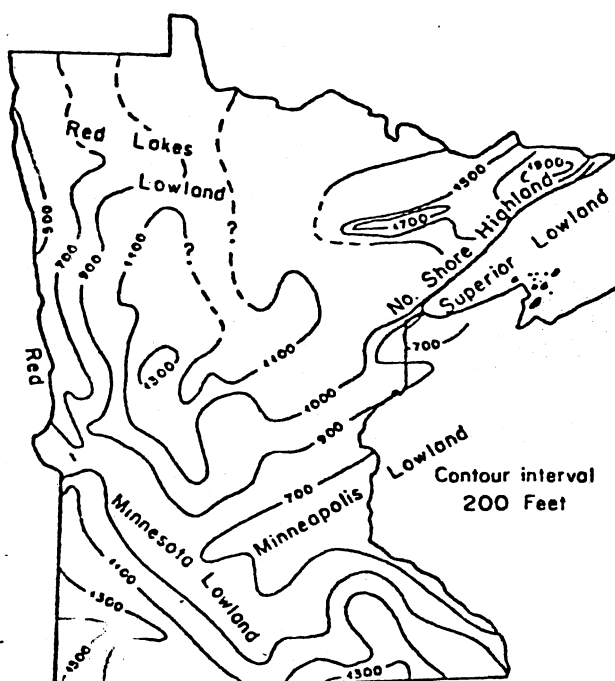 Red
Lakes
Lowland
500
700
900
1100
?
?
1300
1500
1900
1700
No. Shore Highland
Superior Lowland
700
Red
1100
1000
900
700
Minneapolis Lowland
Contour interval
200 Feet
Minnesota Lowland
1100
1300
1500
1300